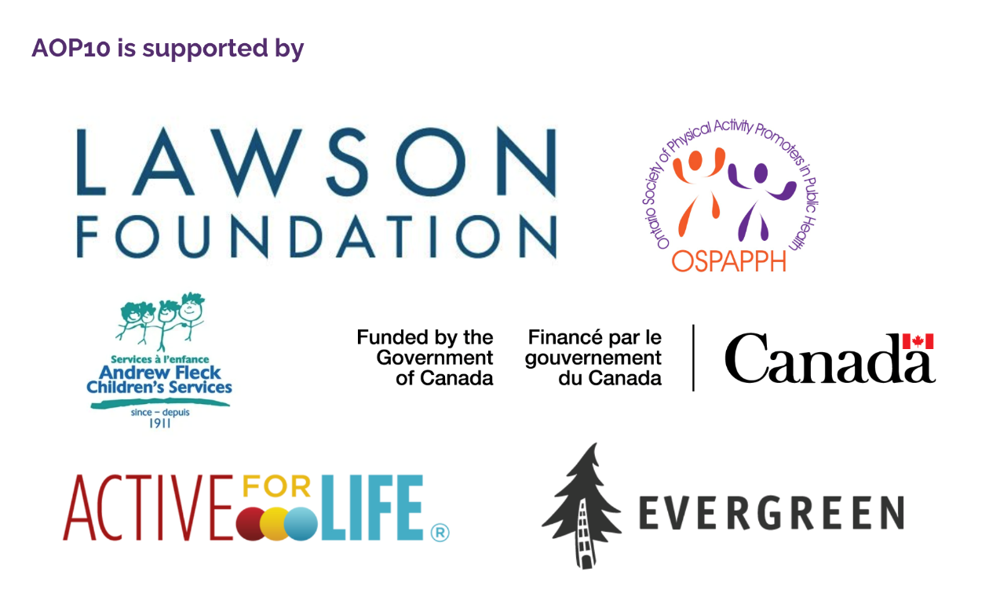 AOP10 is supported by
LAWSON
FOUNDATION
Ontario Society of Physical Activity Promoters in Public Health
OSPAPPH
Services à l'enfance
Andrew Fleck
Children's Services
since – depuis
1911
Funded by the
Government
of Canada
Financé par le
gouvernement
du Canada
Canada
ACTIVE FOR LIFE ®
EVERGREEN